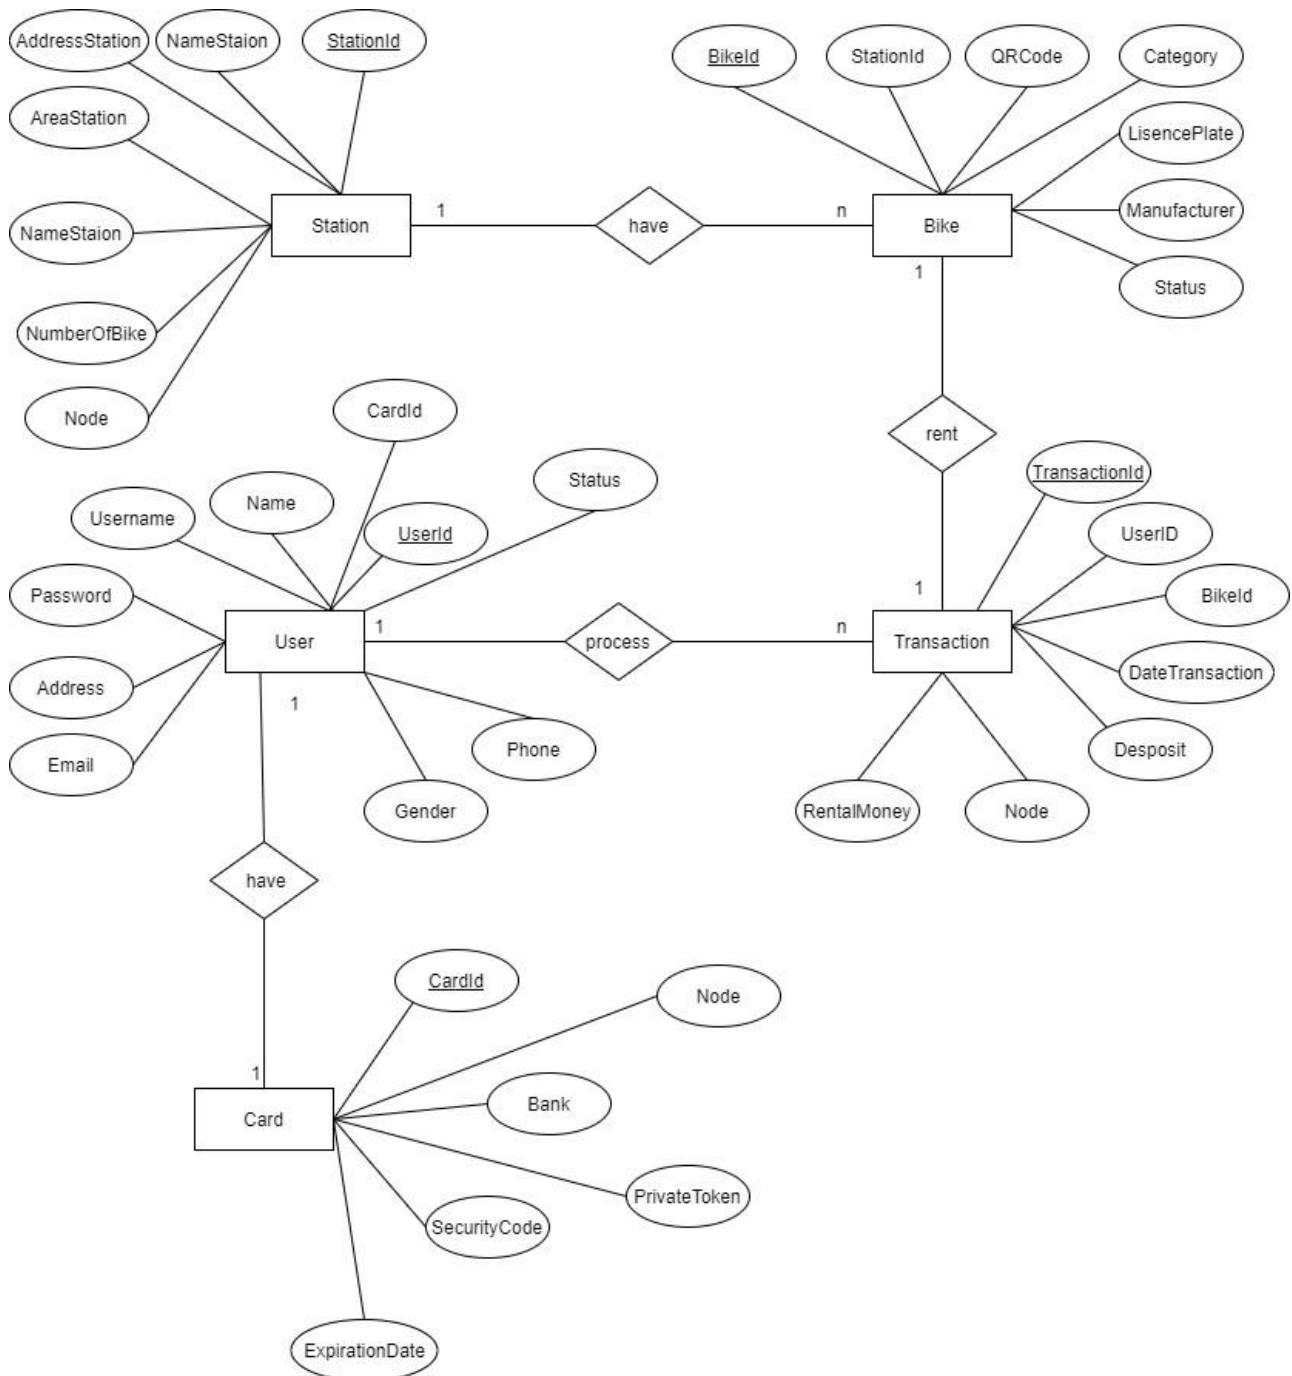 AddressStation
NameStaion
StationId
BikeId
StationId
QRCode
Category
AreaStation
LisencePlate
Station
1
have
n
Bike
Manufacturer
NameStaion
1
Status
NumberOfBike
Node
CardId
rent
Status
TransactionId
Name
Username
UserId
UserID
Password
1
BikeId
User
1
process
n
Transaction
DateTransaction
Address
1
Phone
Desposit
Email
Gender
RentalMoney
Node
have
CardId
Node
1
Bank
Card
PrivateToken
SecurityCode
ExpirationDate